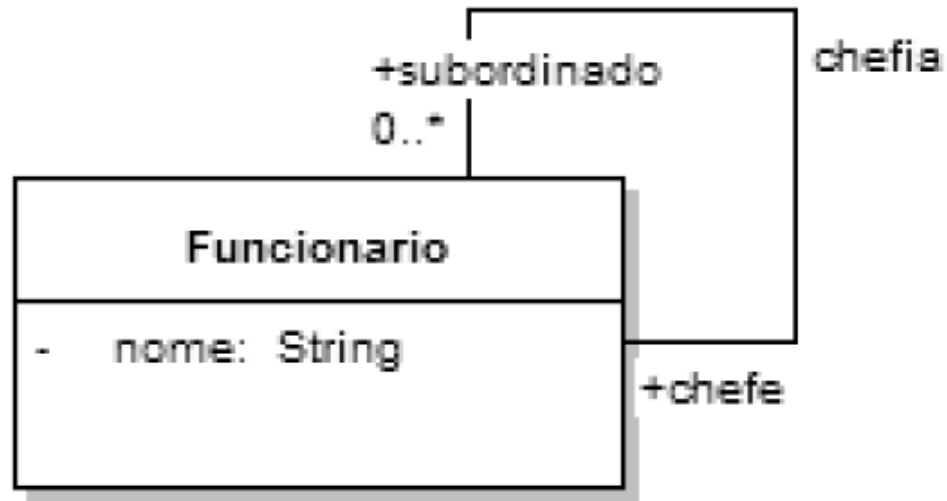 +subordinado
chefia
0..*
Funcionario
- nome: String
+chefe